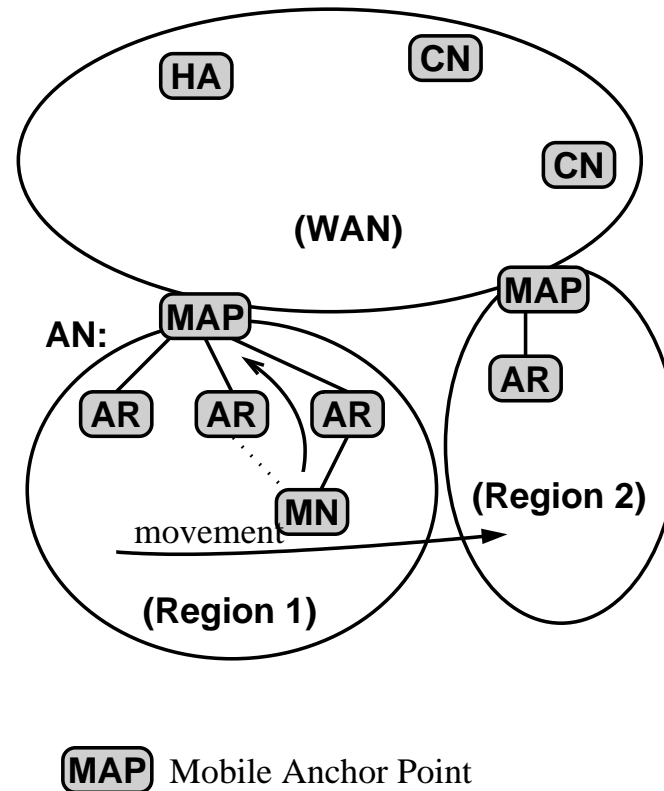 HA
CN
CN
(WAN)
MAP
MAP
AN:
AR
AR
AR
AR
MN
(Region 2)
movement
(Region 1)
MAP Mobile Anchor Point